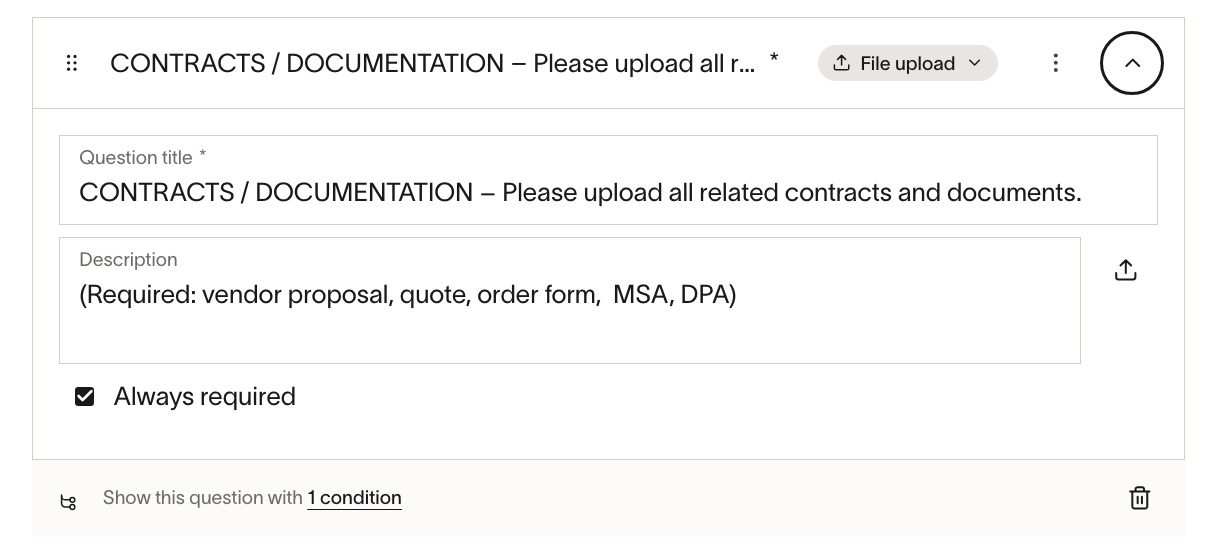 CONTRACTS / DOCUMENTATION – Please upload all r... *
File upload
Question title *
CONTRACTS / DOCUMENTATION – Please upload all related contracts and documents.
Description
(Required: vendor proposal, quote, order form,  MSA, DPA)
Always required
Show this question with 1 condition